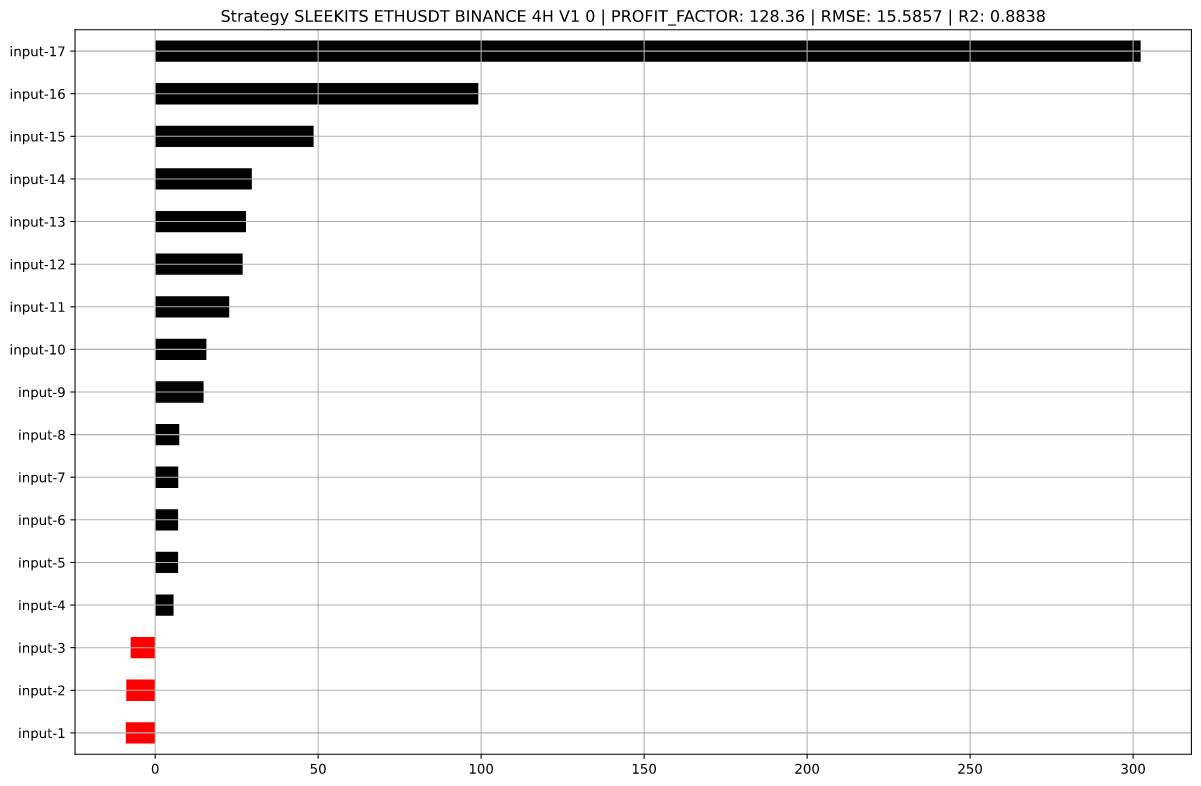 Strategy SLEEKITS ETHUSDT BINANCE 4H V1 0 | PROFIT_FACTOR: 128.36 | RMSE: 15.5857 | R2: 0.8838
input-17
input-16
input-15
input-14
input-13
input-12
input-11
input-10
input-9
input-8
input-7
input-6
input-5
input-4
input-3
input-2
input-1
0 50 100 150 200 250 300